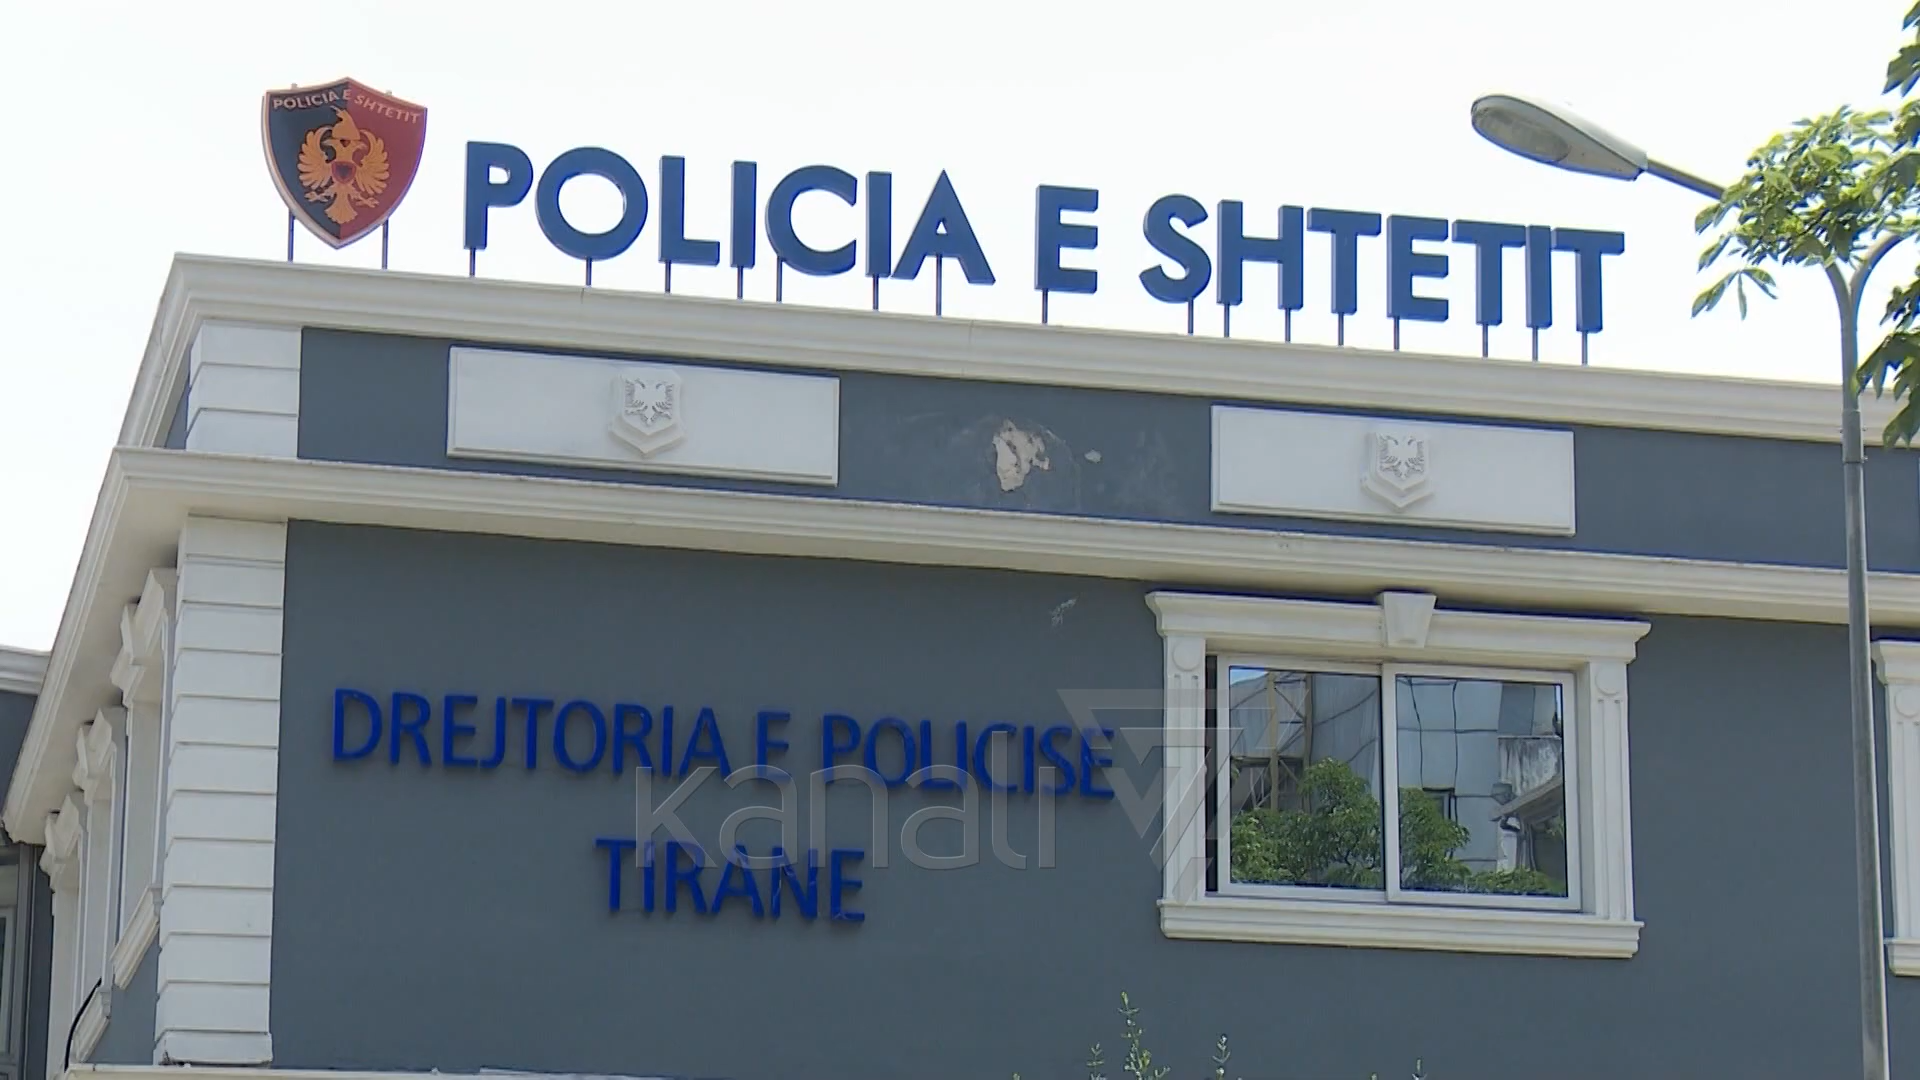 POLICIA E SHTETIT
POLICIA E SHTETIT
DREJTORIA E POLICISE
TIRANE
kanali 7